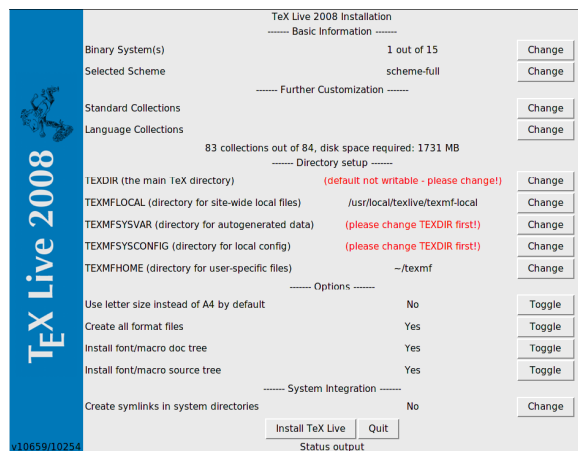 TeX Live 2008 Installation
------- Basic Information -------
Binary System(s) 1 out of 15 Change
Selected Scheme scheme-full Change
------- Further Customization -------
Standard Collections Change
Language Collections Change
83 collections out of 84, disk space required: 1731 MB
------- Directory setup -------
TEXDIR (the main TeX directory) (default not writable - please change!) Change
TEXMFLOCAL (directory for site-wide local files) /usr/local/texlive/texmf-local Change
TEXMFSYSVAR (directory for autogenerated data) (please change TEXDIR first!) Change
TEXMFSYSCONFIG (directory for local config) (please change TEXDIR first!) Change
TEXMFHOME (directory for user-specific files) ~/texmf Change
------- Options -------
Use letter size instead of A4 by default No Toggle
Create all format files Yes Toggle
Install font/macro doc tree Yes Toggle
Install font/macro source tree Yes Toggle
------- System Integration -------
Create symlinks in system directories No Change
Install TeX Live Quit
Status output
TEX Live 2008
v10659/10254